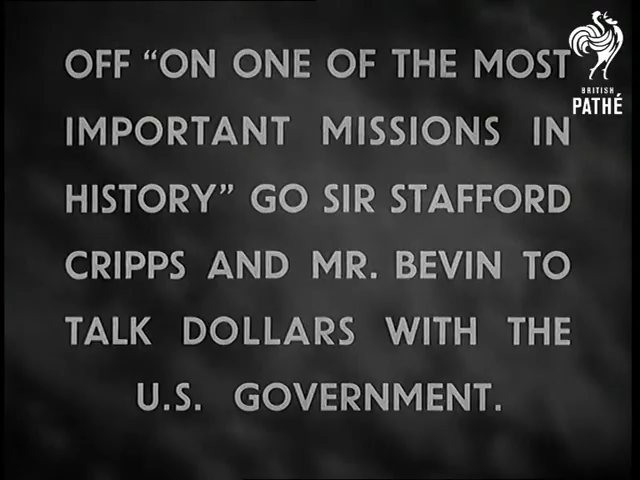 OFF “ON ONE OF THE MOST
IMPORTANT MISSIONS IN
HISTORY” GO SIR STAFFORD
CRIPPS AND MR. BEVIN TO
TALK DOLLARS WITH THE
U.S. GOVERNMENT.
BRITISH
PATHÉ